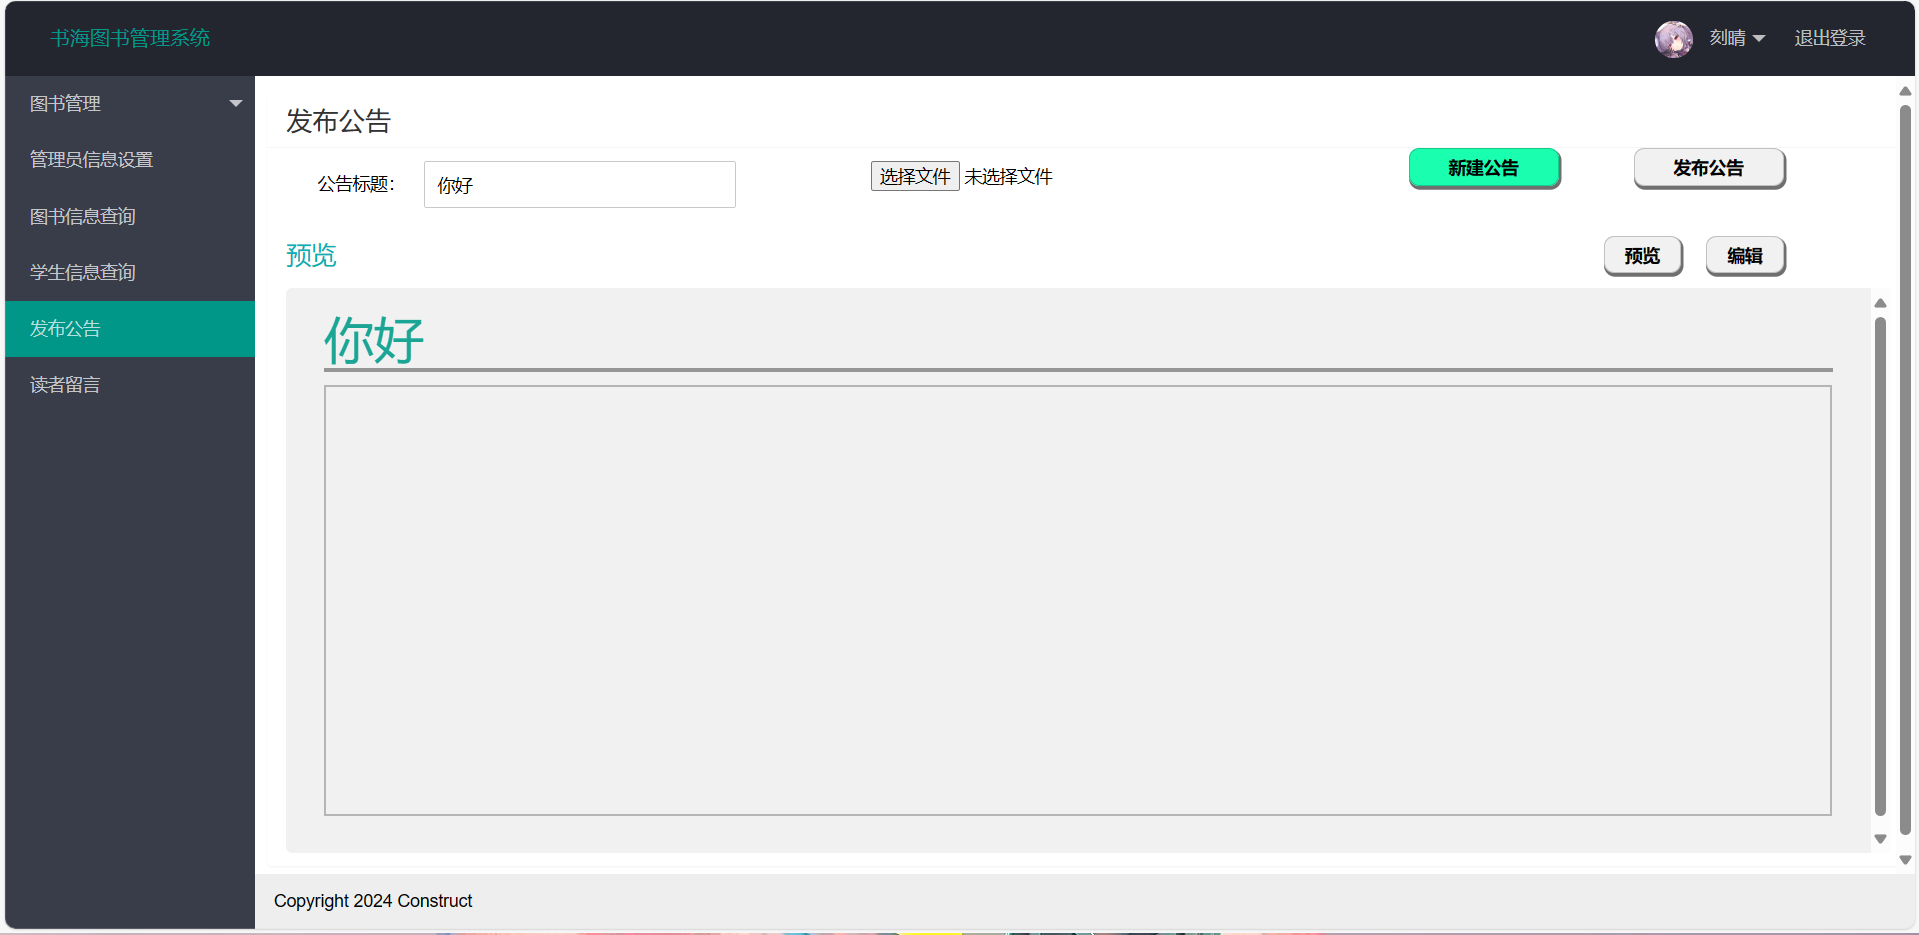 书海图书管理系统
刻晴
退出登录
图书管理
管理员信息设置
图书信息查询
学生信息查询
发布公告
读者留言
发布公告
公告标题：
你好
选择文件 未选择文件
新建公告
发布公告
预览
预览
编辑
你好
Copyright 2024 Construct